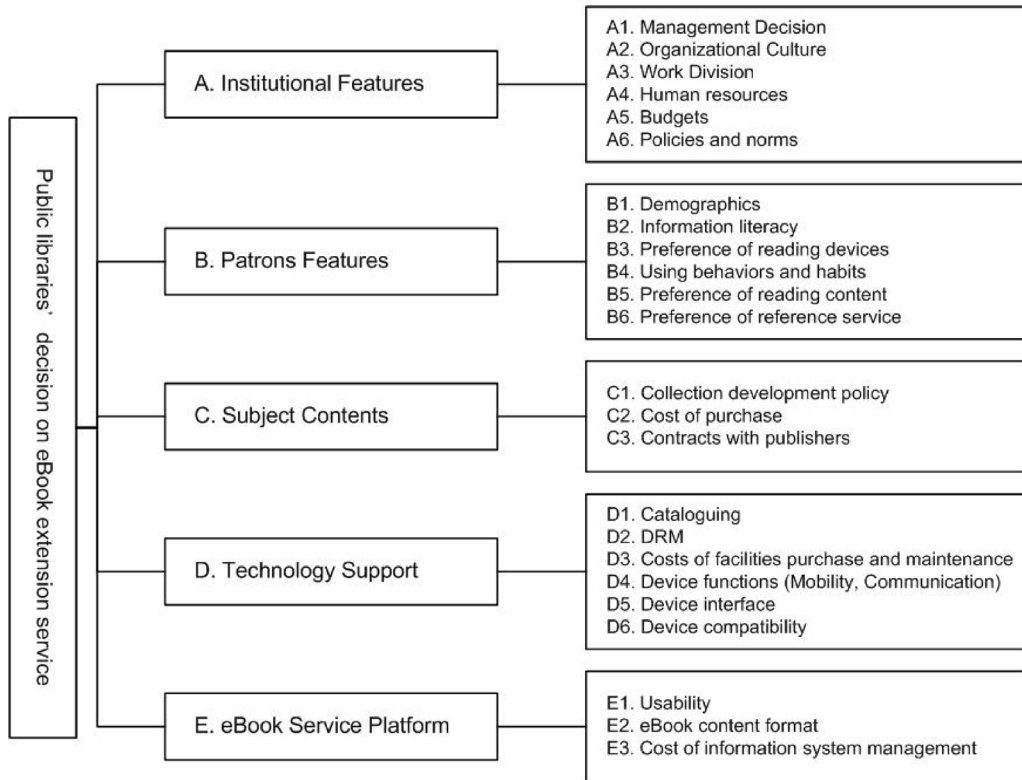 Public libraries' decision on eBook extension service
A. Institutional Features
A1. Management Decision
A2. Organizational Culture
A3. Work Division
A4. Human resources
A5. Budgets
A6. Policies and norms
B. Patrons Features
B1. Demographics
B2. Information literacy
B3. Preference of reading devices
B4. Using behaviors and habits
B5. Preference of reading content
B6. Preference of reference service
C. Subject Contents
C1. Collection development policy
C2. Cost of purchase
C3. Contracts with publishers
D. Technology Support
D1. Cataloguing
D2. DRM
D3. Costs of facilities purchase and maintenance
D4. Device functions (Mobility, Communication)
D5. Device interface
D6. Device compatibility
E. eBook Service Platform
E1. Usability
E2. eBook content format
E3. Cost of information system management